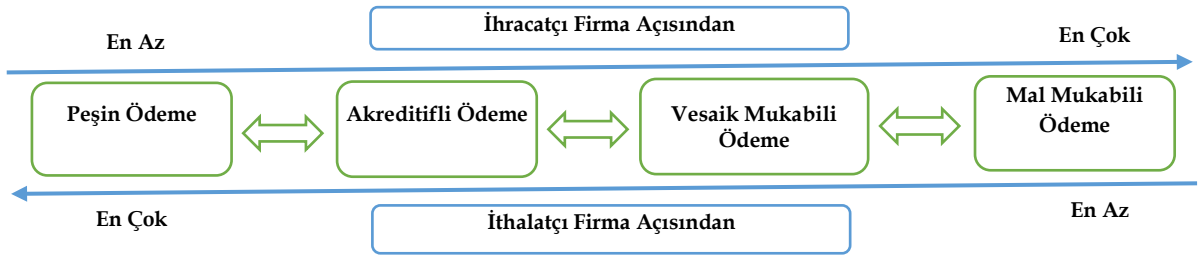 İhracatçı Firma Açısından
En Az
En Çok
Peşin Ödeme
Akreditifli Ödeme
Vesaik Mukabili
Ödeme
Mal Mukabili
Ödeme
En Çok
İthalatçı Firma Açısından
En Az